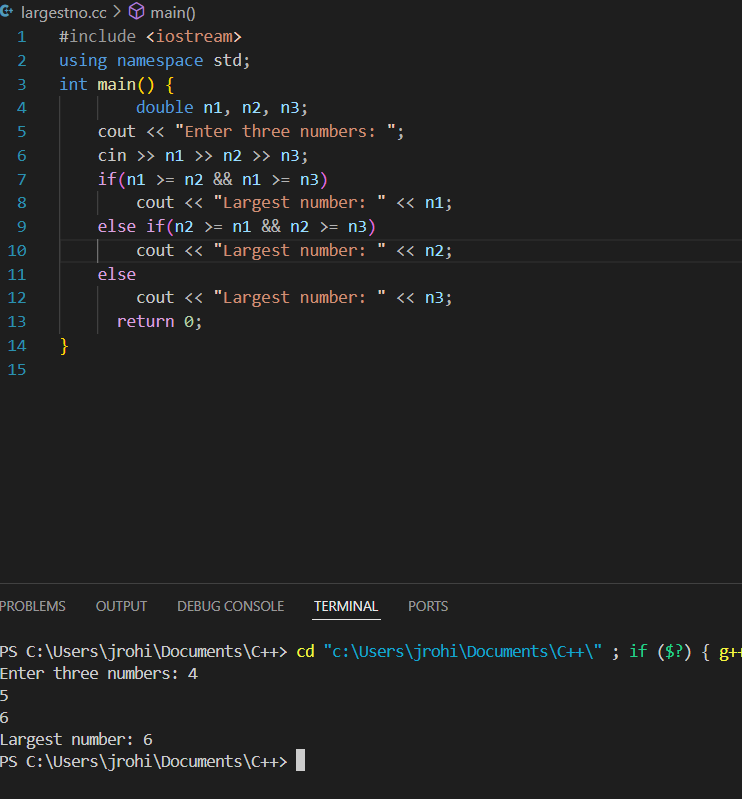 largestno.cc > main()
1 #include <iostream>
2 using namespace std;
3 int main() {
4 double n1, n2, n3;
5 cout << "Enter three numbers: ";
6 cin >> n1 >> n2 >> n3;
7 if(n1 >= n2 && n1 >= n3)
8 cout << "Largest number: " << n1;
9 else if(n2 >= n1 && n2 >= n3)
10 cout << "Largest number: " << n2;
11 else
12 cout << "Largest number: " << n3;
13 return 0;
14 }
15
PROBLEMS OUTPUT DEBUG CONSOLE TERMINAL PORTS
PS C:\Users\jrohi\Documents\C++> cd "c:\Users\jrohi\Documents\C++\" ; if ($?) { g++
Enter three numbers: 4
5
6
Largest number: 6
PS C:\Users\jrohi\Documents\C++>